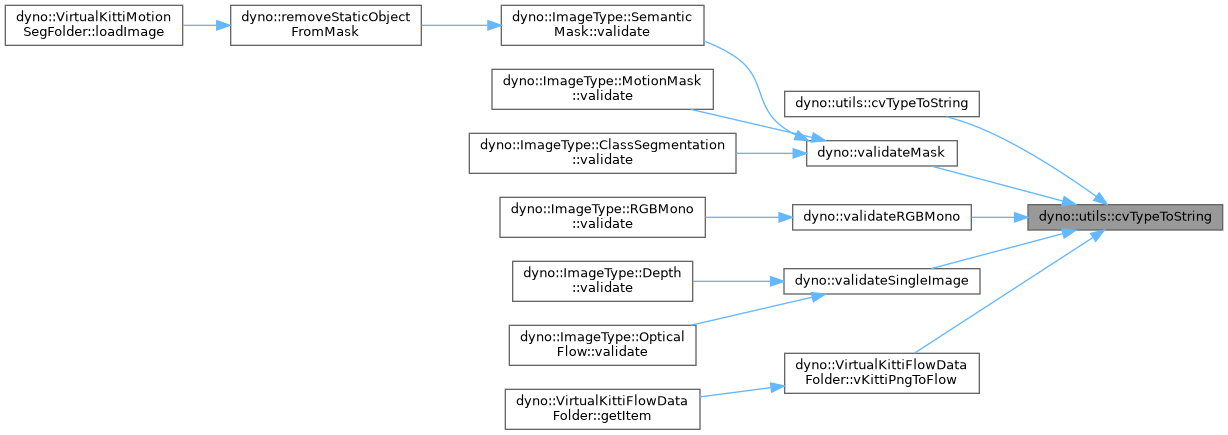 dyno::VirtualKittiMotion
SegFolder::loadImage
dyno::removeStaticObject
FromMask
dyno::ImageType::Semantic
Mask::validate
dyno::ImageType::MotionMask
::validate
dyno::utils::cvTypeToString
dyno::ImageType::ClassSegmentation
::validate
dyno::validateMask
dyno::ImageType::RGBMono
::validate
dyno::validateRGBMono
dyno::utils::cvTypeToString
dyno::ImageType::Depth
::validate
dyno::validateSingleImage
dyno::ImageType::Optical
Flow::validate
dyno::VirtualKittiFlowData
Folder::vKittiPngToFlow
dyno::VirtualKittiFlowData
Folder::getItem